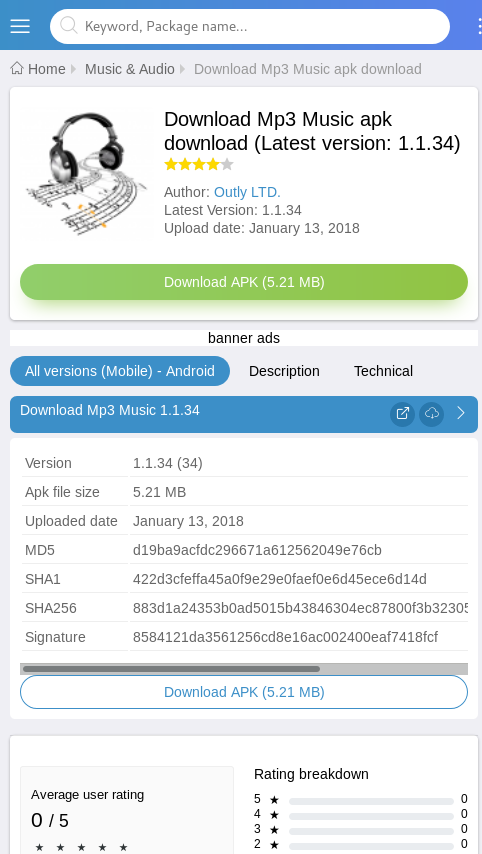 Keyword, Package name...
Home Music & Audio Download Mp3 Music apk download
Download Mp3 Music apk
download (Latest version: 1.1.34)
Author: Outly LTD.
Latest Version: 1.1.34
Upload date: January 13, 2018
Download APK (5.21 MB)
banner ads
All versions (Mobile) - Android Description Technical
Download Mp3 Music 1.1.34
Version 1.1.34 (34)
Apk file size 5.21 MB
Uploaded date January 13, 2018
MD5 d19ba9acfdc296671a612562049e76cb
SHA1 422d3cfeffa45a0f9e29e0faef0e6d45ece6d14d
SHA256 883d1a24353b0ad5015b43846304ec87800f3b32305
Signature 8584121da3561256cd8e16ac002400eaf7418fcf
Download APK (5.21 MB)
Rating breakdown
Average user rating
0 / 5
5 ★ 0
4 ★ 0
3 ★ 0
2 ★ 0